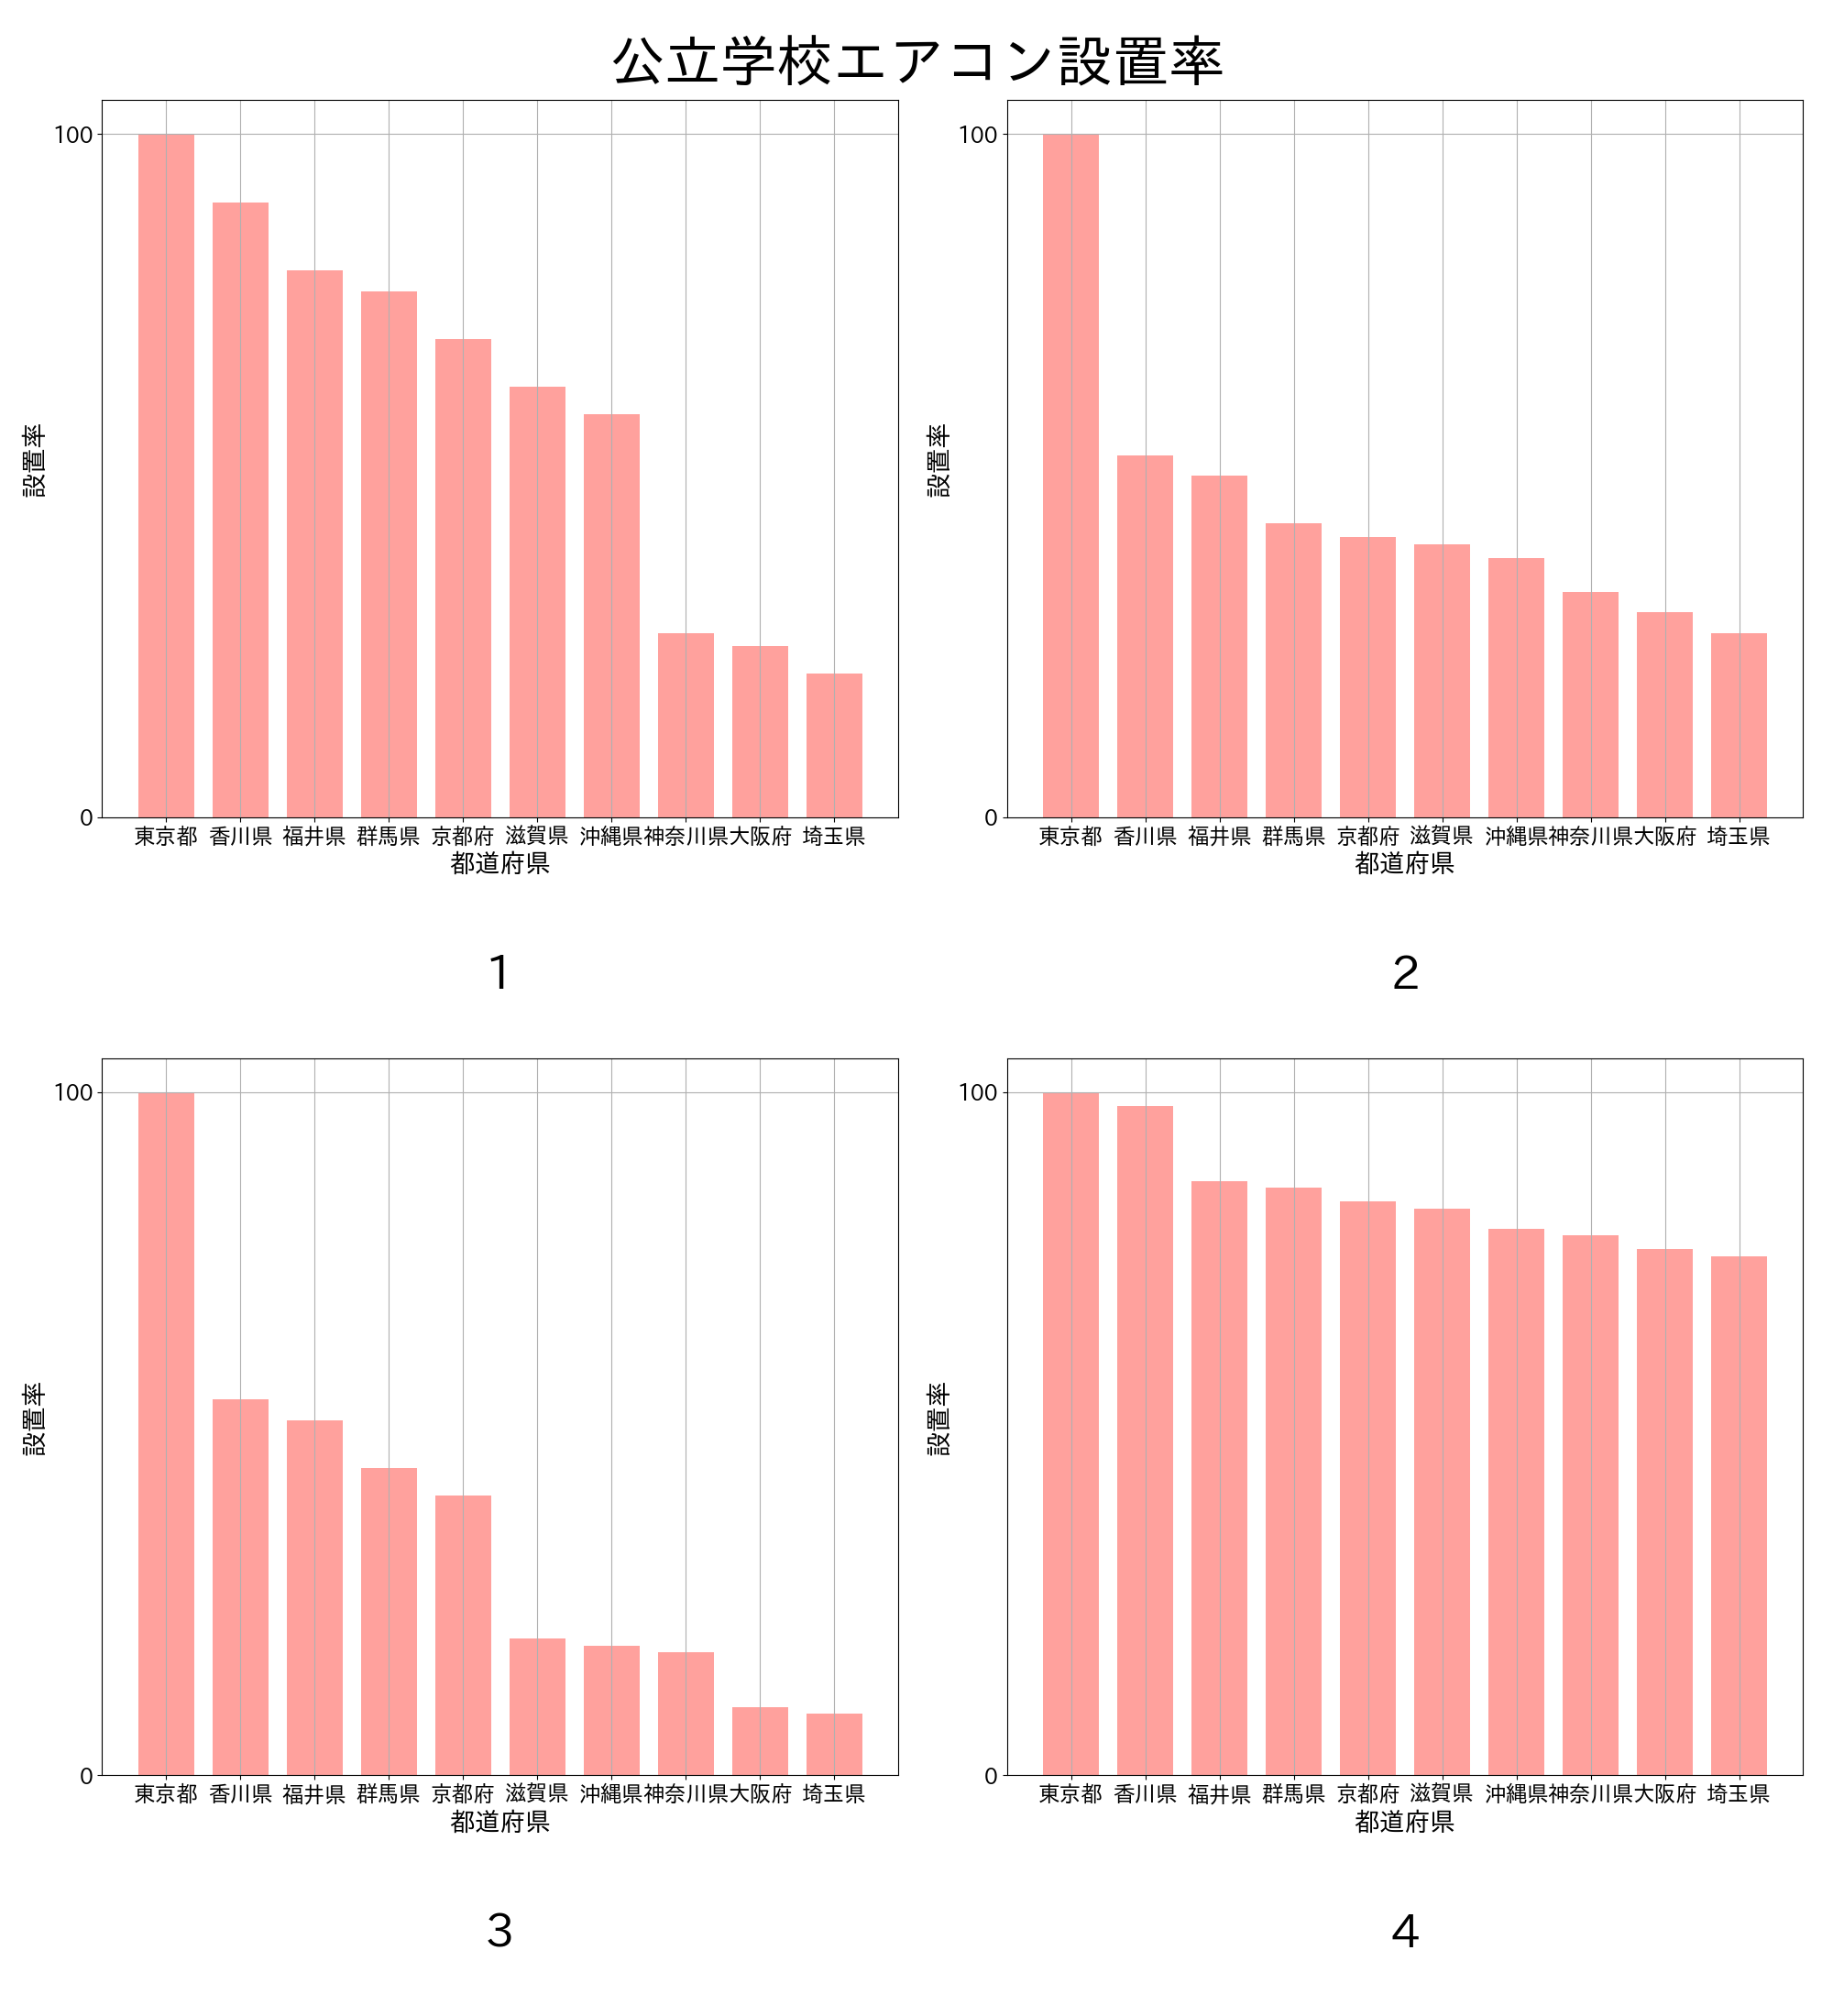 公立学校エアコン設置率
100
0
設置率
東京都 香川県 福井県 群馬県 京都府 滋賀県 沖縄県 神奈川県 大阪府 埼玉県
都道府県
1
100
0
設置率
東京都 香川県 福井県 群馬県 京都府 滋賀県 沖縄県 神奈川県 大阪府 埼玉県
都道府県
2
100
0
設置率
東京都 香川県 福井県 群馬県 京都府 滋賀県 沖縄県 神奈川県 大阪府 埼玉県
都道府県
3
100
0
設置率
東京都 香川県 福井県 群馬県 京都府 滋賀県 沖縄県 神奈川県 大阪府 埼玉県
都道府県
4